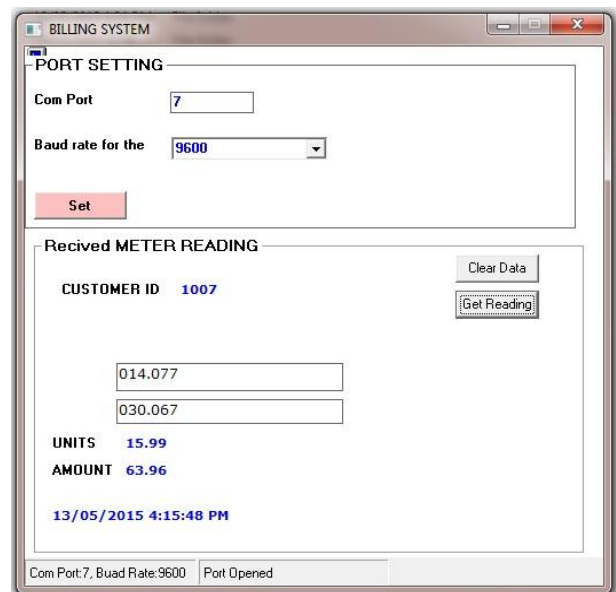 BILLING SYSTEM
PORT SETTING
Com Port 7
Baud rate for the 9600
Set
Recived METER READING
Clear Data
CUSTOMER ID 1007
Get Reading
014.077
030.067
UNITS 15.99
AMOUNT 63.96
13/05/2015 4:15:48 PM
Com Port:7, Buad Rate:9600 Port Opened